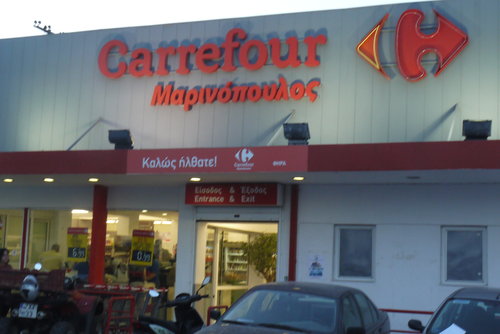 Carrefour
Μαρινόπουλος
Καλώς ήλθατε! Carrefour ΘΗΡΑ
Είσοδος & Έξοδος
Entrance & Exit